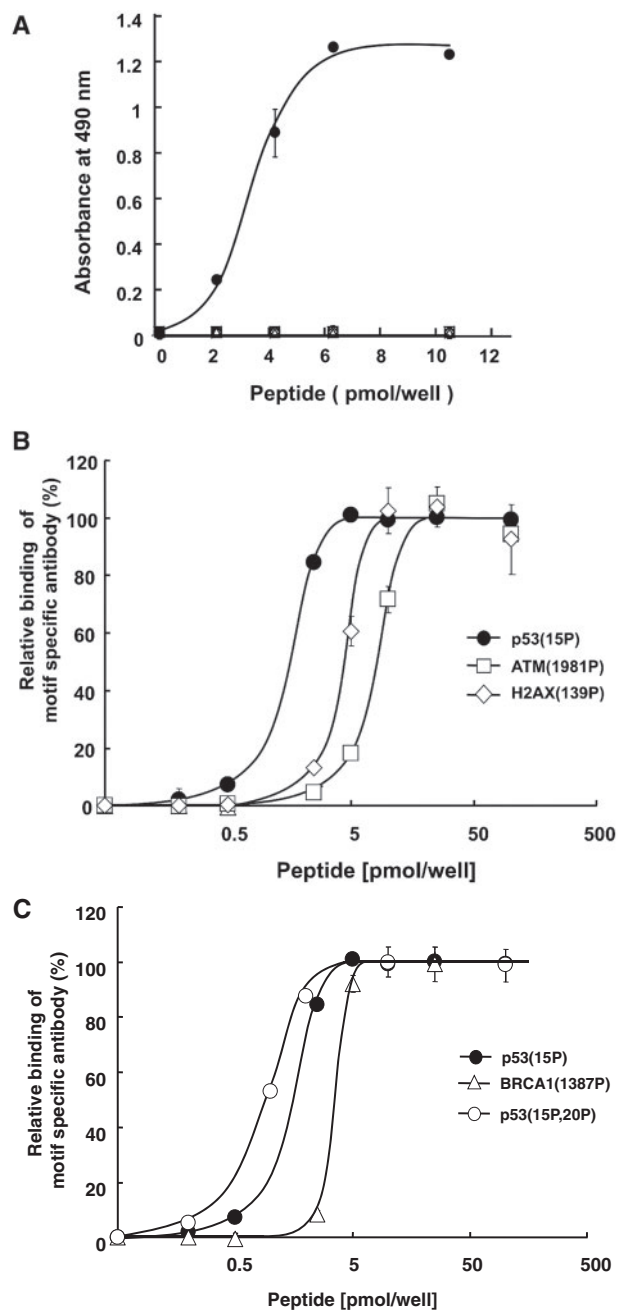 A
1.4
1.2
1
0.8
0.6
0.4
0.2
0
Absorbance at 490 nm
0 2 4 6 8 10 12
Peptide ( pmol/well )
B
120
100
80
60
40
20
0
Relative binding of
motif specific antibody (%)
p53(15P)
ATM(1981P)
H2AX(139P)
0.5 5 50 500
Peptide [pmol/well]
C
120
100
80
60
40
20
0
Relative binding of
motif specific antibody (%)
p53(15P)
BRCA1(1387P)
p53(15P,20P)
0.5 5 50 500
Peptide [pmol/well]